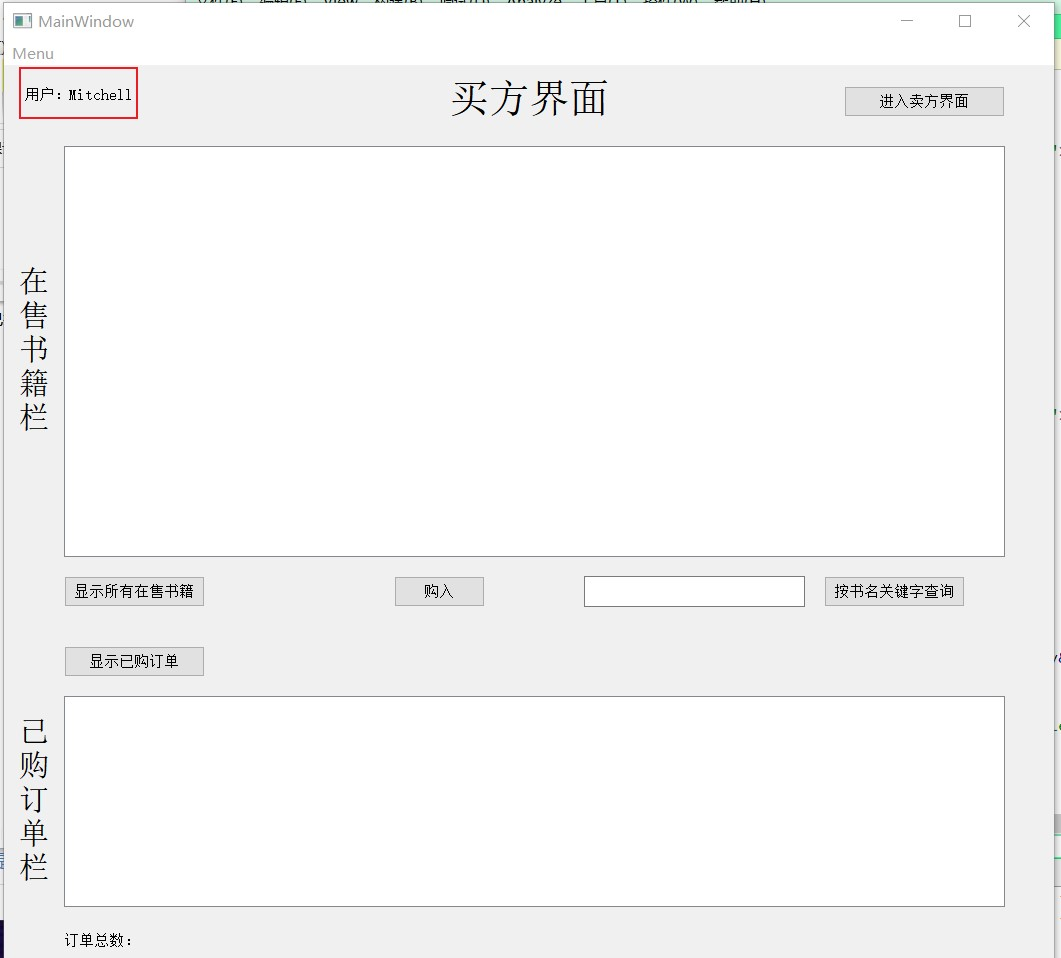 MainWindow
Menu
用户：Mitchell
买方界面
进入卖方界面
在售书籍栏
显示所有在售书籍
购入
按书名关键字查询
显示已购订单
已购订单栏
订单总数：